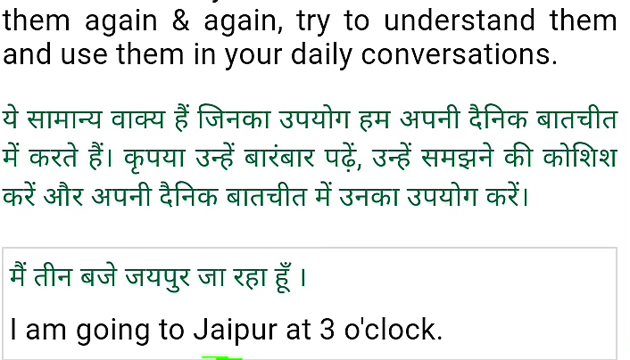 them again & again, try to understand them
and use them in your daily conversations.
ये सामान्य वाक्य हैं जिनका उपयोग हम अपनी दैनिक बातचीत
में करते हैं। कृपया उन्हें बारंबार पढ़ें, उन्हें समझने की कोशिश
करें और अपनी दैनिक बातचीत में उनका उपयोग करें।
मैं तीन बजे जयपुर जा रहा हूँ ।
I am going to Jaipur at 3 o'clock.